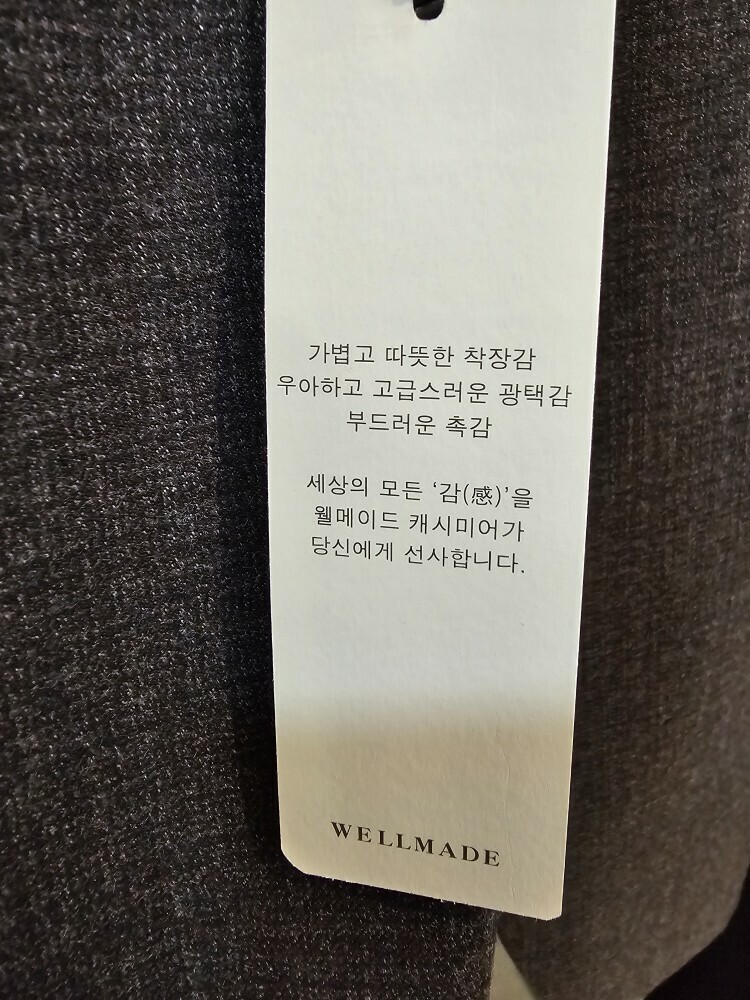 가볍고 따뜻한 착장감
우아하고 고급스러운 광택감
부드러운 촉감
세상의 모든 ‘감(感)’을
웰메이드 캐시미어가
당신에게 선사합니다.
WELLMADE